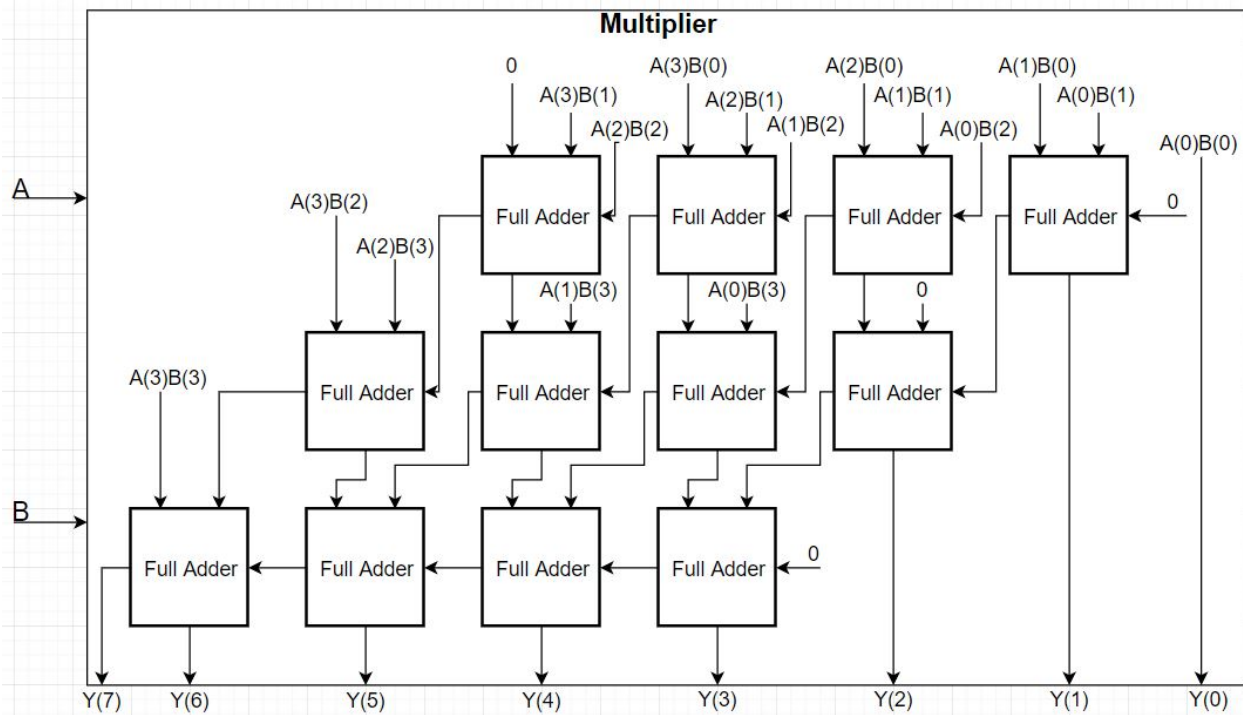 Multiplier
0
A(3)B(0)
A(2)B(0)
A(1)B(0)
A(3)B(1)
A(2)B(1)
A(1)B(1)
A(0)B(1)
A(2)B(2)
A(1)B(2)
A(0)B(2)
A(0)B(0)
A
A(3)B(2)
Full Adder
Full Adder
Full Adder
Full Adder
0
A(2)B(3)
A(1)B(3)
A(0)B(3)
0
A(3)B(3)
Full Adder
Full Adder
Full Adder
Full Adder
B
Full Adder
Full Adder
Full Adder
Full Adder
0
Y(7)
Y(6)
Y(5)
Y(4)
Y(3)
Y(2)
Y(1)
Y(0)